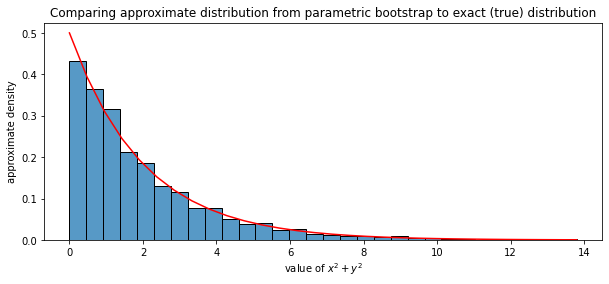 Comparing approximate distribution from parametric bootstrap to exact (true) distribution
0.5
0.4
0.3
0.2
0.1
0.0
approximate density
0 2 4 6 8 10 12 14
value of x² + y²